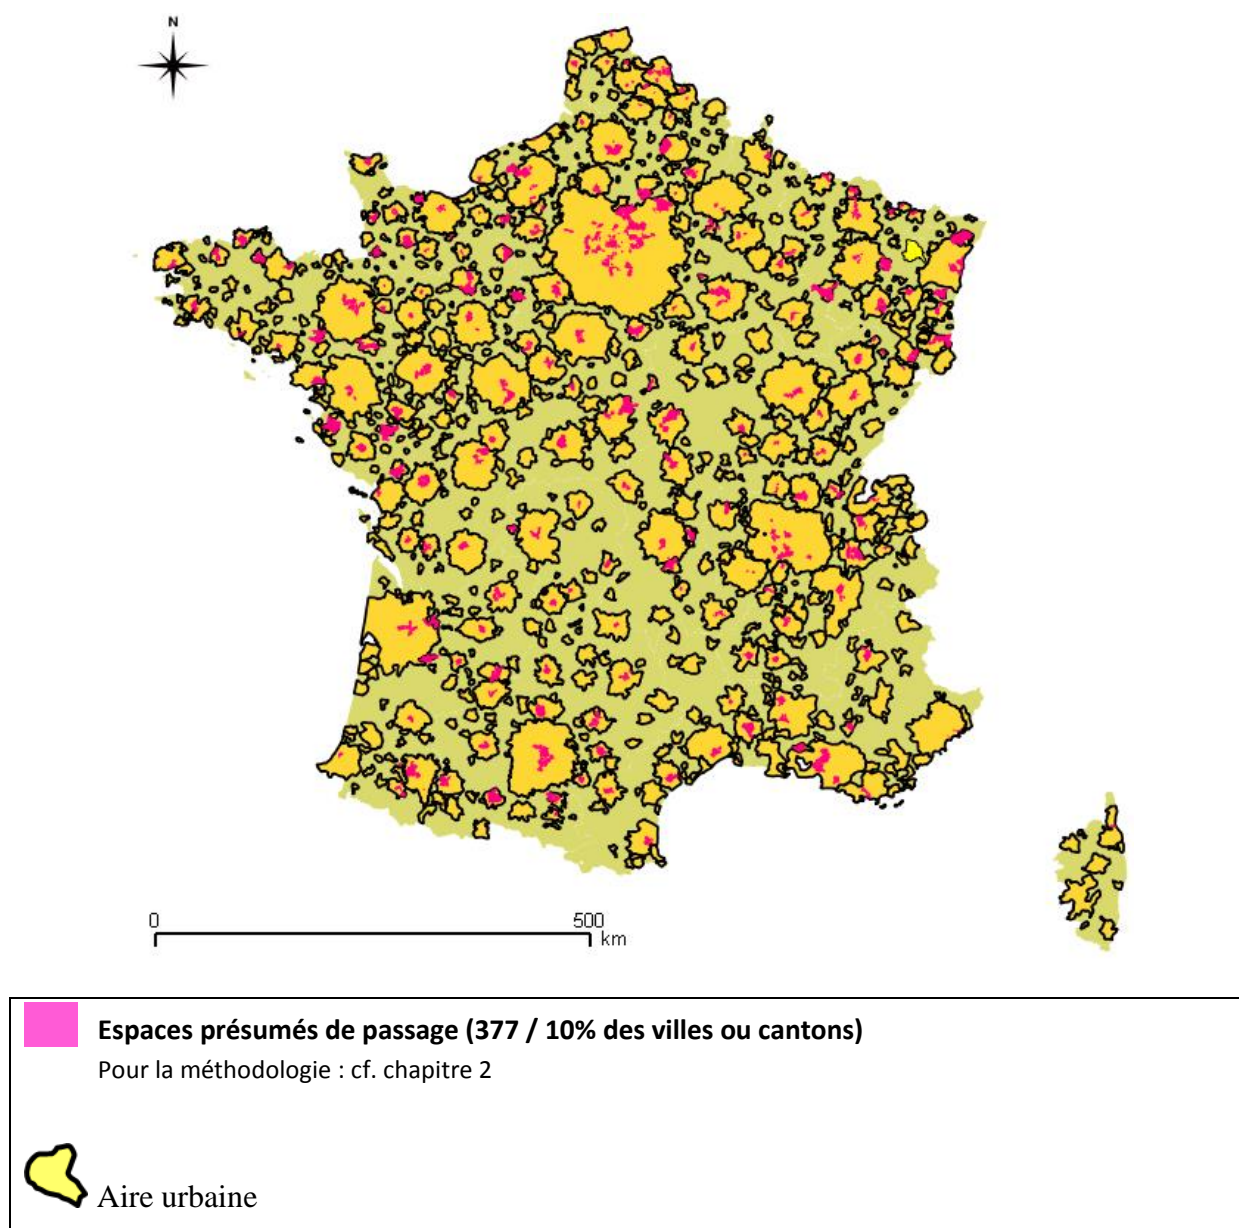 N
0 500
km
Espaces présumés de passage (377 / 10% des villes ou cantons)
Pour la méthodologie : cf. chapitre 2
Aire urbaine